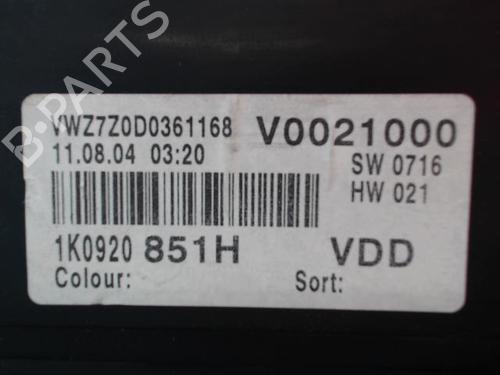 VWZ7Z0D0361168 V0021000
11.08.04 03:20 SW 0716
HW 021
1K0920 851H VDD
Colour: Sort:
B-PARTS